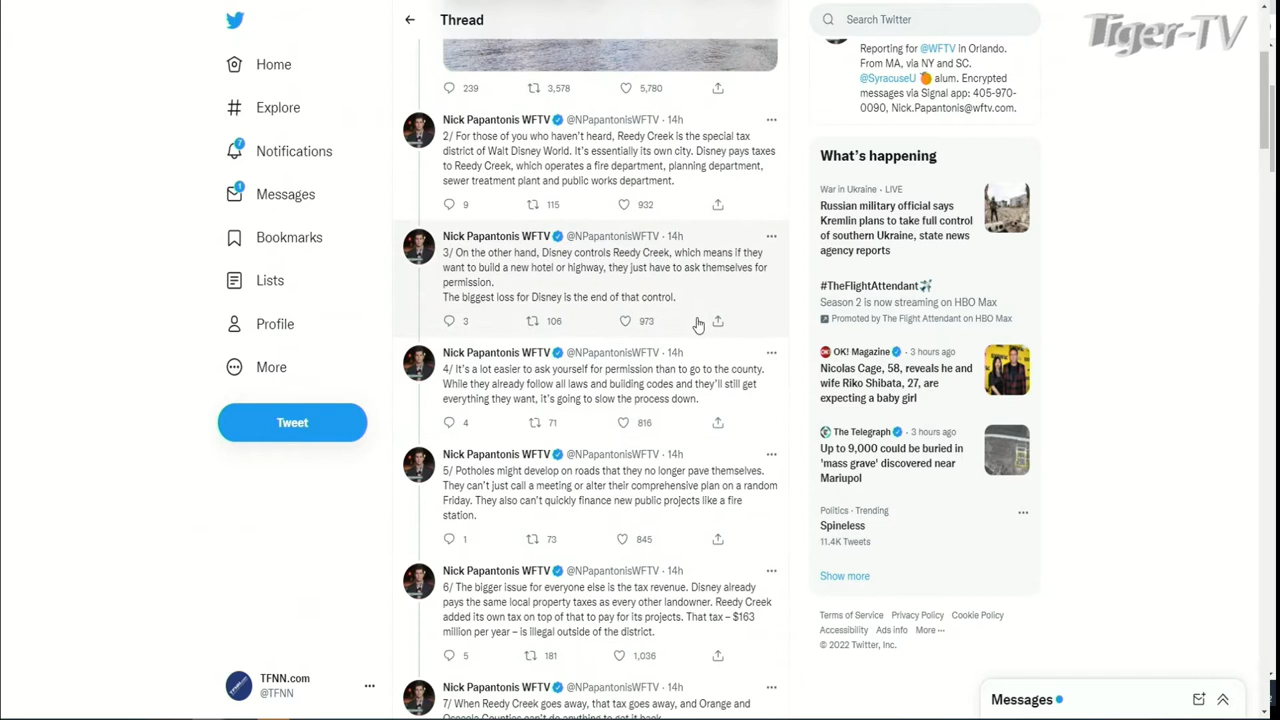 Home
Explore
7
Notifications
1
Messages
Bookmarks
Lists
Profile
More
Tweet
TFNN.com
@TFNN
Thread
239 3,578 5,780
Nick Papantonis WFTV @NPapantonisWFTV · 14h
2/ For those of you who haven't heard, Reedy Creek is the special tax
district of Walt Disney World. It's essentially its own city. Disney pays taxes
to Reedy Creek, which operates a fire department, planning department,
sewer treatment plant and public works department.
9 115 932
Nick Papantonis WFTV @NPapantonisWFTV · 14h
3/ On the other hand, Disney controls Reedy Creek, which means if they
want to build a new hotel or highway, they just have to ask themselves for
permission.
The biggest loss for Disney is the end of that control.
3 106 973
Nick Papantonis WFTV @NPapantonisWFTV · 14h
4/ It's a lot easier to ask yourself for permission than to go to the county.
While they already follow all laws and building codes and they'll still get
everything they want, it's going to slow the process down.
4 71 816
Nick Papantonis WFTV @NPapantonisWFTV · 14h
5/ Potholes might develop on roads that they no longer pave themselves.
They can't just call a meeting or alter their comprehensive plan on a random
Friday. They also can't quickly finance new public projects like a fire
station.
1 73 845
Nick Papantonis WFTV @NPapantonisWFTV · 14h
6/ The bigger issue for everyone else is the tax revenue. Disney already
pays the same local property taxes as every other landowner. Reedy Creek
added its own tax on top of that to pay for its projects. That tax – $163
million per year – is illegal outside of the district.
5 181 1,036
Nick Papantonis WFTV @NPapantonisWFTV · 14h
7/ When Reedy Creek goes away, that tax goes away, and Orange and
Osceola Counties can't do anything to get it back.
Search Twitter
Tiger-TV
Reporting for @WFTV in Orlando.
From MA, via NY and SC.
@SyracuseU 🍊 alum. Encrypted
messages via Signal app: 405-970-
0090, Nick.Papantonis@wftv.com.
What's happening
War in Ukraine · LIVE
Russian military official says
Kremlin plans to take full control
of southern Ukraine, state news
agency reports
#TheFlightAttendant
Season 2 is now streaming on HBO Max
Promoted by The Flight Attendant on HBO Max
OK! Magazine · 3 hours ago
Nicolas Cage, 58, reveals he and
wife Riko Shibata, 27, are
expecting a baby girl
The Telegraph · 3 hours ago
Up to 9,000 could be buried in
'mass grave' discovered near
Mariupol
Politics · Trending
Spineless
11.4K Tweets
Show more
Terms of Service Privacy Policy Cookie Policy
Accessibility Ads info More ···
© 2022 Twitter, Inc.
Messages